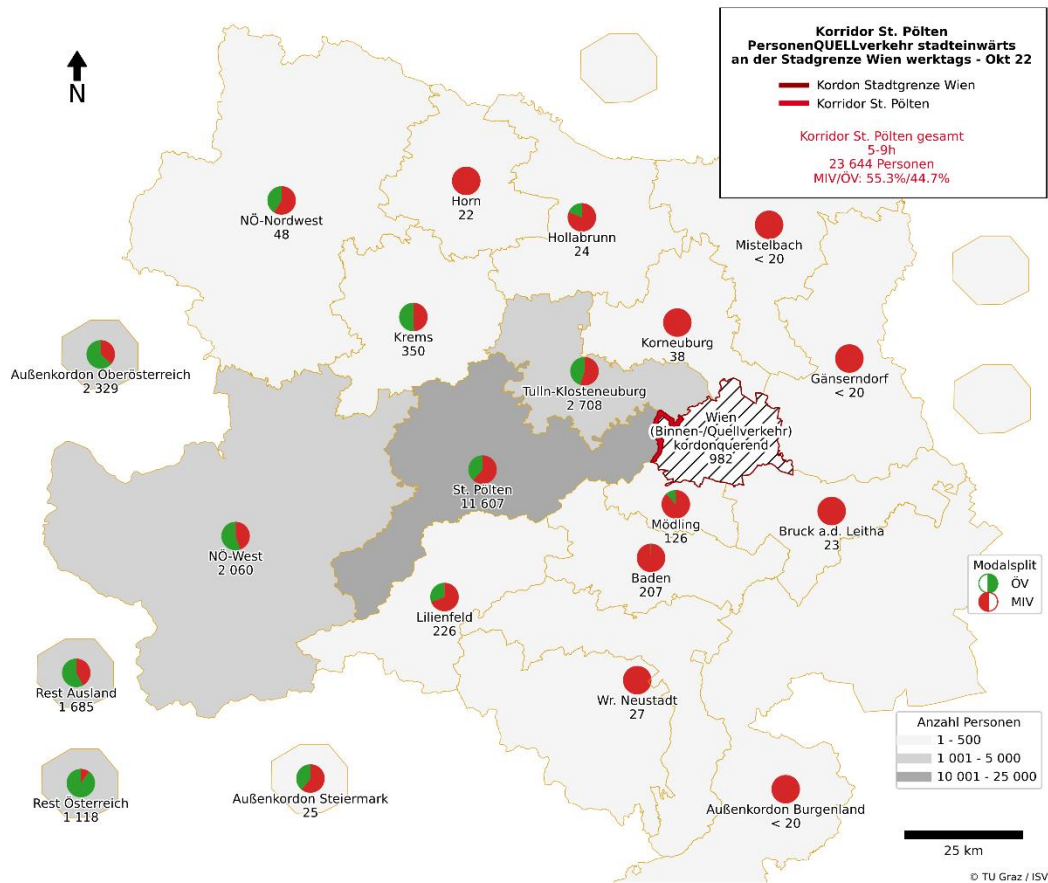 Korridor St. Pölten
PersonenQUELLverkehr stadteinwärts
an der Stadgrenze Wien werktags - Okt 22
Kordon Stadtgrenze Wien
Korridor St. Pölten
Korridor St. Pölten gesamt
5-9h
23 644 Personen
MIV/ÖV: 55.3%/44.7%
N
NÖ-Nordwest
48
Horn
22
Hollabrunn
24
Mistelbach
< 20
Krems
350
Korneuburg
38
Außenkordon Oberösterreich
2 329
Tulln-Klosteneuburg
2 708
Gänserndorf
< 20
Wien
(Binnen-/Quellverkehr)
kordonquerend
982
St. Pölten
11 607
Mödling
126
Bruck a.d. Leitha
23
NÖ-West
2 060
Baden
207
Modalsplit
ÖV
MIV
Lilienfeld
226
Rest Ausland
1 685
Wr. Neustadt
27
Anzahl Personen
1 - 500
1 001 - 5 000
10 001 - 25 000
Rest Österreich
1 118
Außenkordon Steiermark
25
Außenkordon Burgenland
< 20
25 km
© TU Graz / ISV